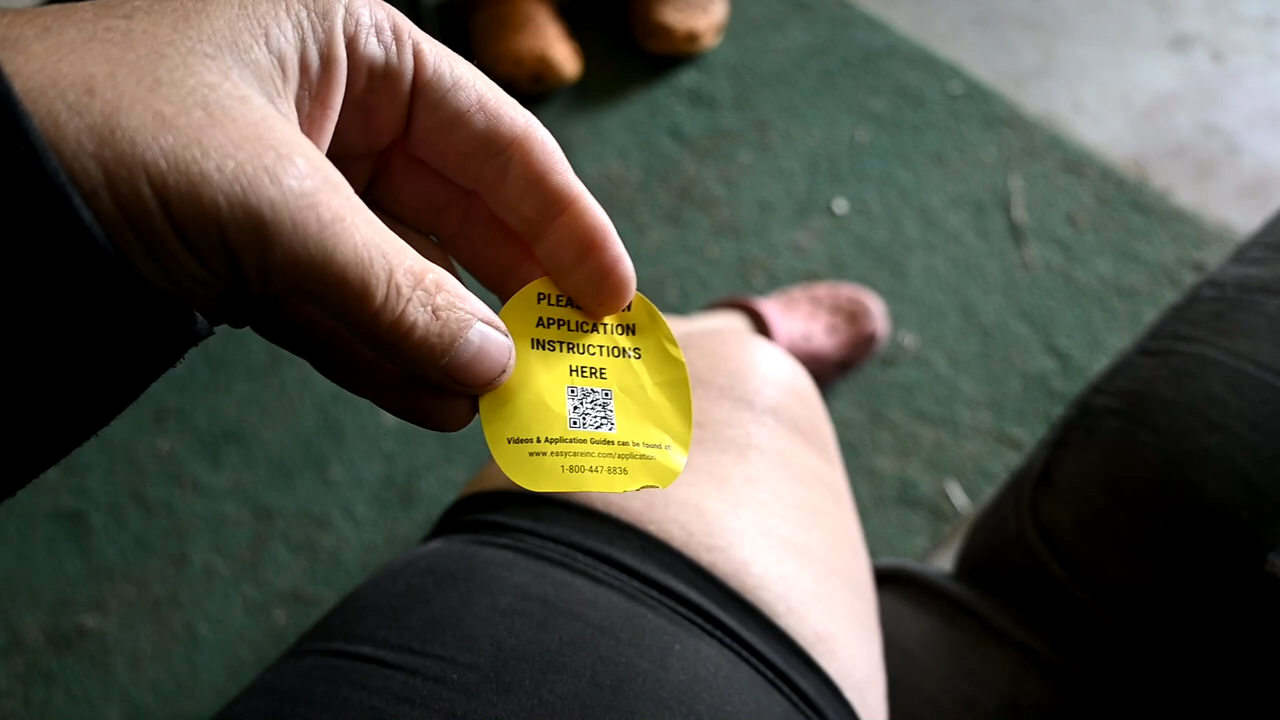 APPLICATION
INSTRUCTIONS
HERE
Videos & Application Guides can be found at:
www.easycareinc.com/application
1-800-447-8836